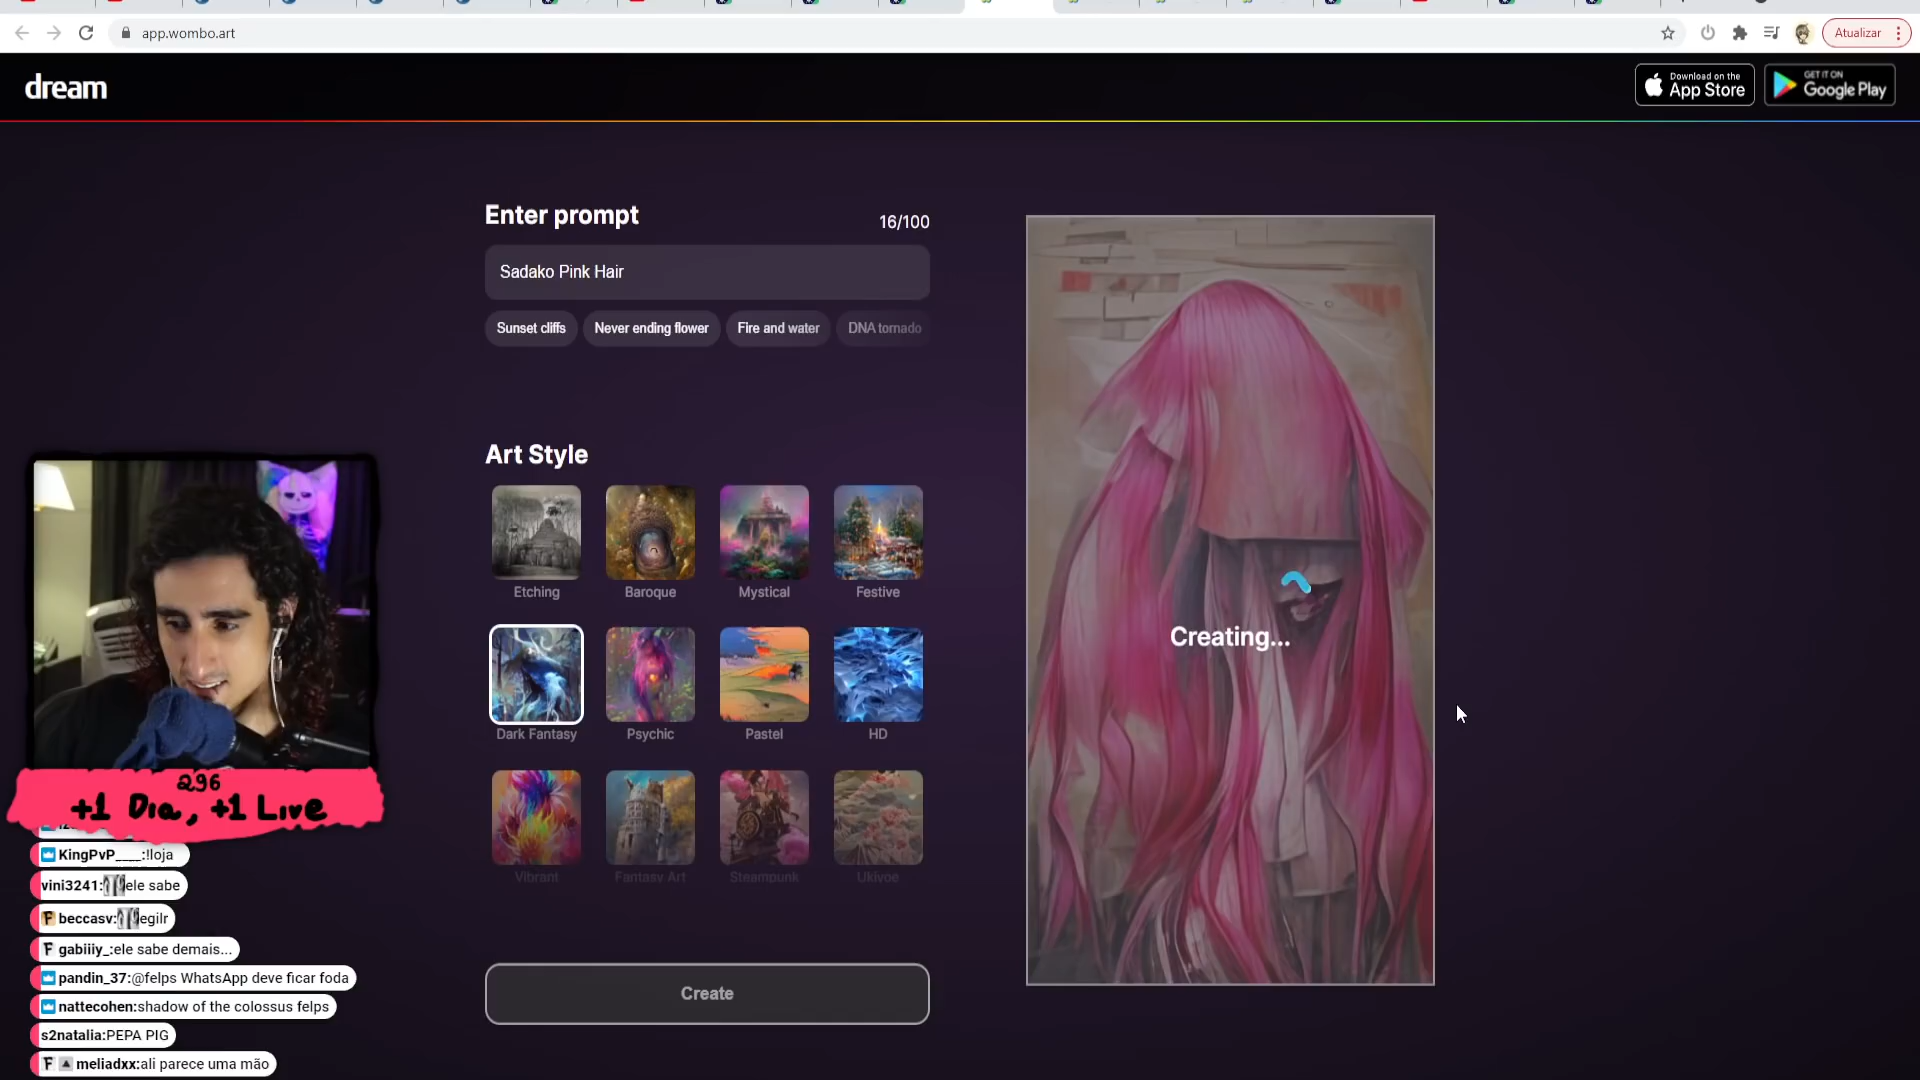 app.wombo.art
Atualizar
dream
Download on the
App Store
GET IT ON
Google Play
Enter prompt
16/100
Sadako Pink Hair
Sunset cliffs
Never ending flower
Fire and water
DNA tornado
Art Style
Etching
Baroque
Mystical
Festive
Dark Fantasy
Psychic
Pastel
HD
Vibrant
Fantasy Art
Steampunk
Ukiyoe
Create
Creating...
296
+1 Dia, +1 Live
KingPvP____:!loja
vini3241: ele sabe
beccasv: egilr
gabiiiy_:ele sabe demais...
pandin_37:@felps WhatsApp deve ficar foda
nattecohen:shadow of the colossus felps
s2natalia:PEPA PIG
meliadxx:ali parece uma mão